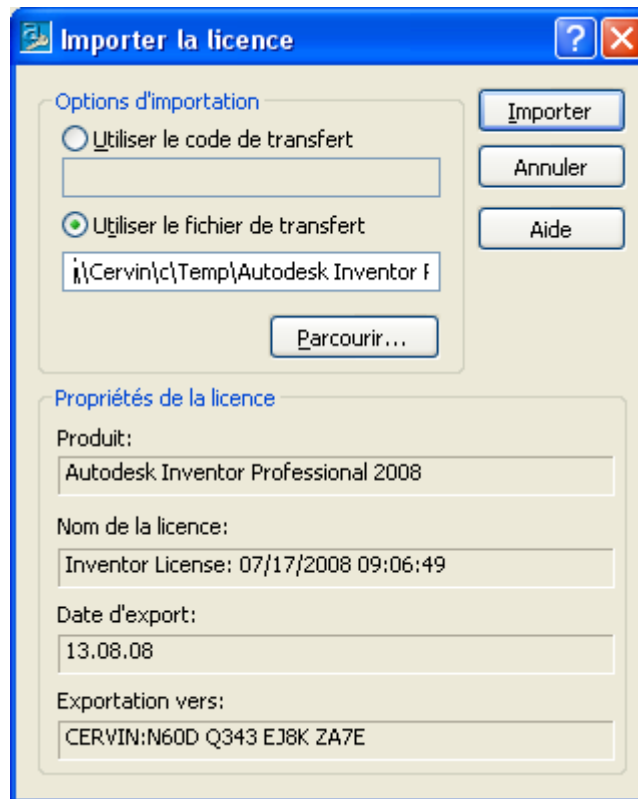 Importer la licence
Options d'importation
Utiliser le code de transfert
Utiliser le fichier de transfert
\\Cervin\c\Temp\Autodesk Inventor P
Parcourir...
Importer
Annuler
Aide
Propriétés de la licence
Produit:
Autodesk Inventor Professional 2008
Nom de la licence:
Inventor License: 07/17/2008 09:06:49
Date d'export:
13.08.08
Exportation vers:
CERVIN:N60D Q343 EJ8K ZA7E